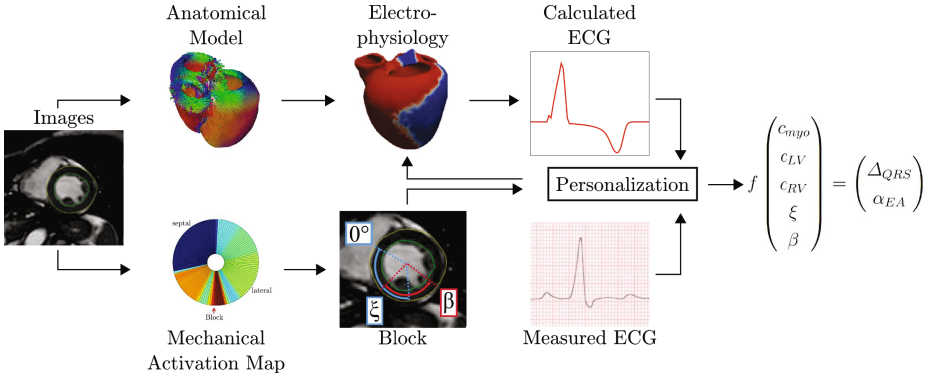 Anatomical
Model
Electro-
physiology
Calculated
ECG
Images
septal
lateral
Block
Mechanical
Activation Map
0°
ξ
β
Block
Personalization
Measured ECG
f
c_myo
c_LV
c_RV
ξ
β
=
Δ_QRS
α_EA